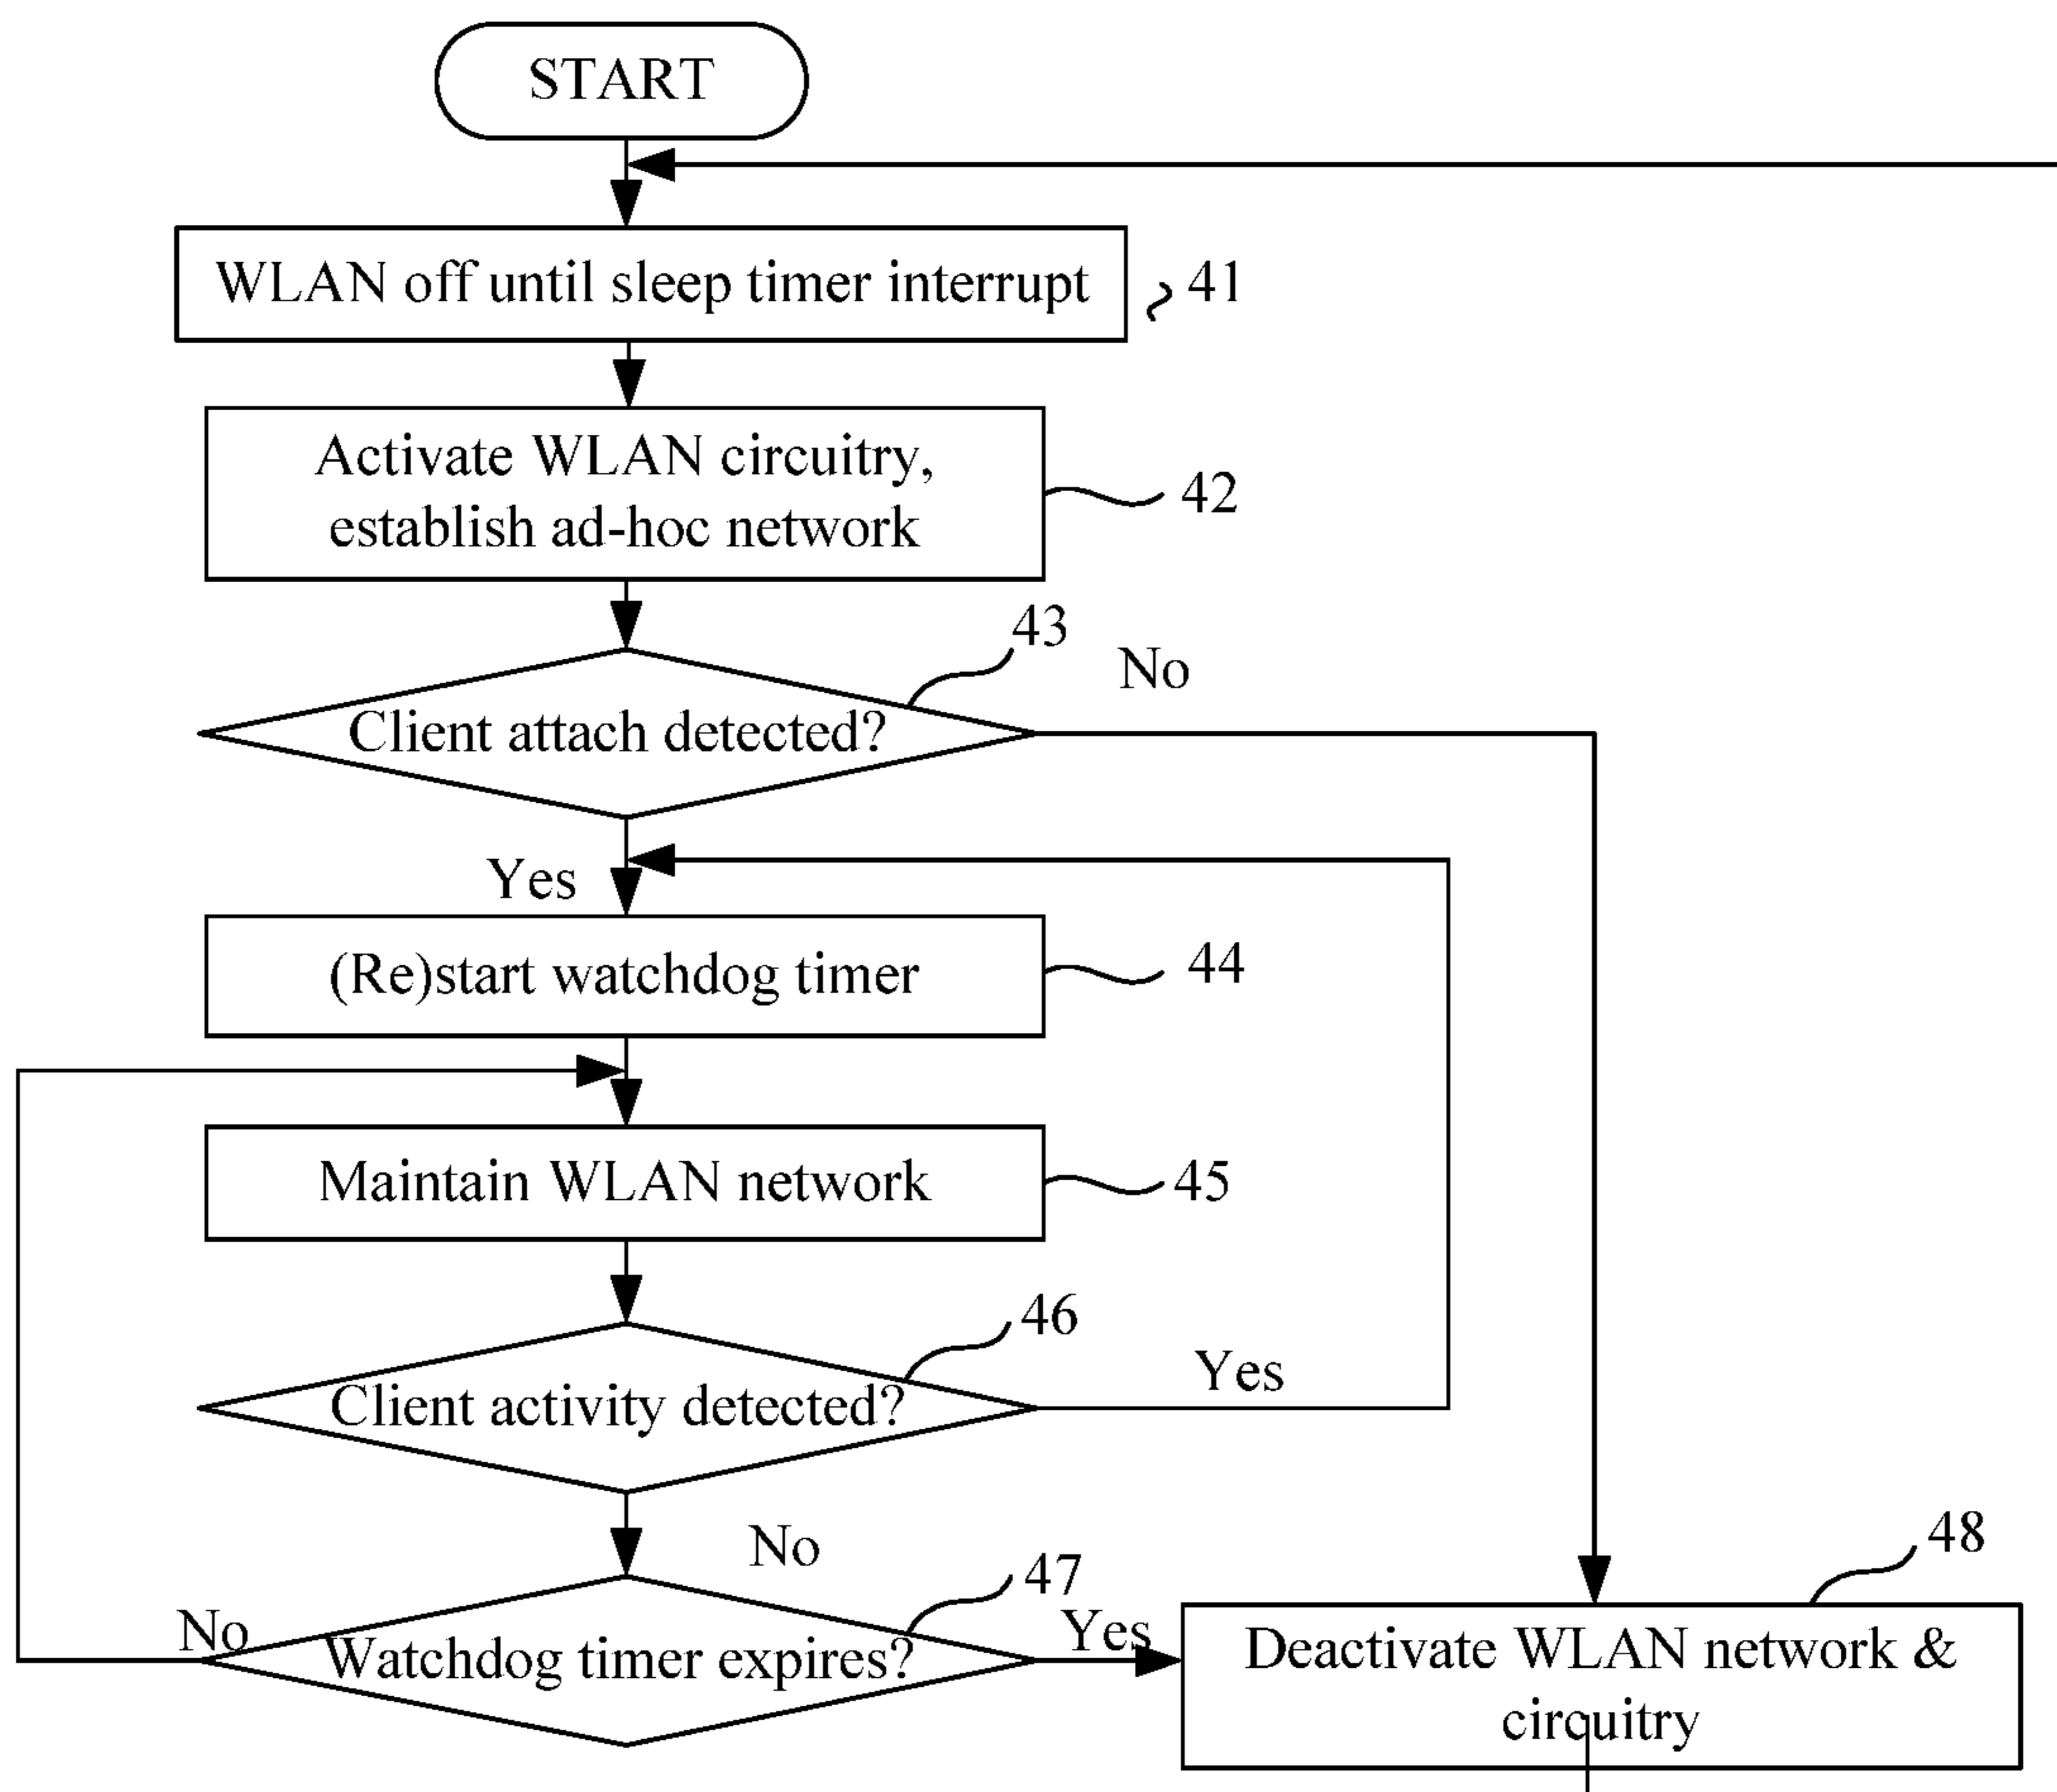 START
WLAN off until sleep timer interrupt
41
Activate WLAN circuitry,
establish ad-hoc network
42
43
No
Client attach detected?
Yes
(Re)start watchdog timer
44
Maintain WLAN network
45
46
Yes
Client activity detected?
No
47
48
No
Watchdog timer expires?
Yes
Deactivate WLAN network &
circuitry